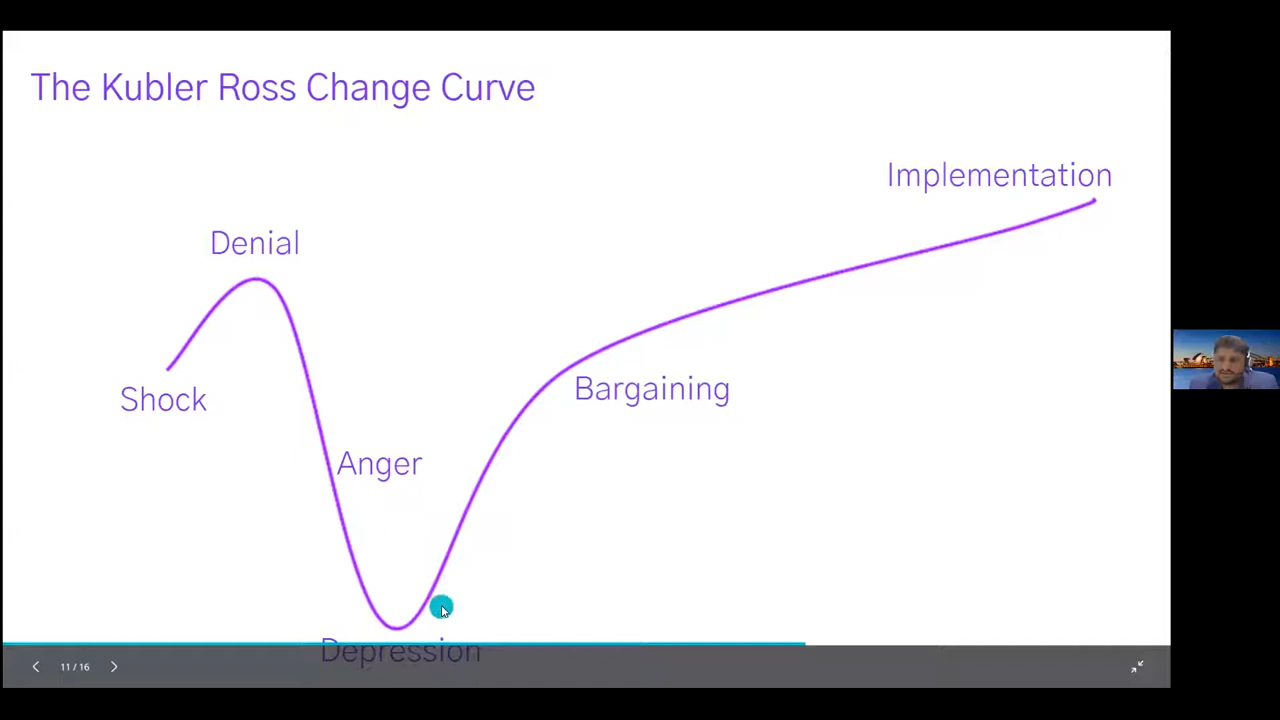 The Kubler Ross Change Curve
Implementation
Denial
Bargaining
Shock
Anger
Depression
11 / 16